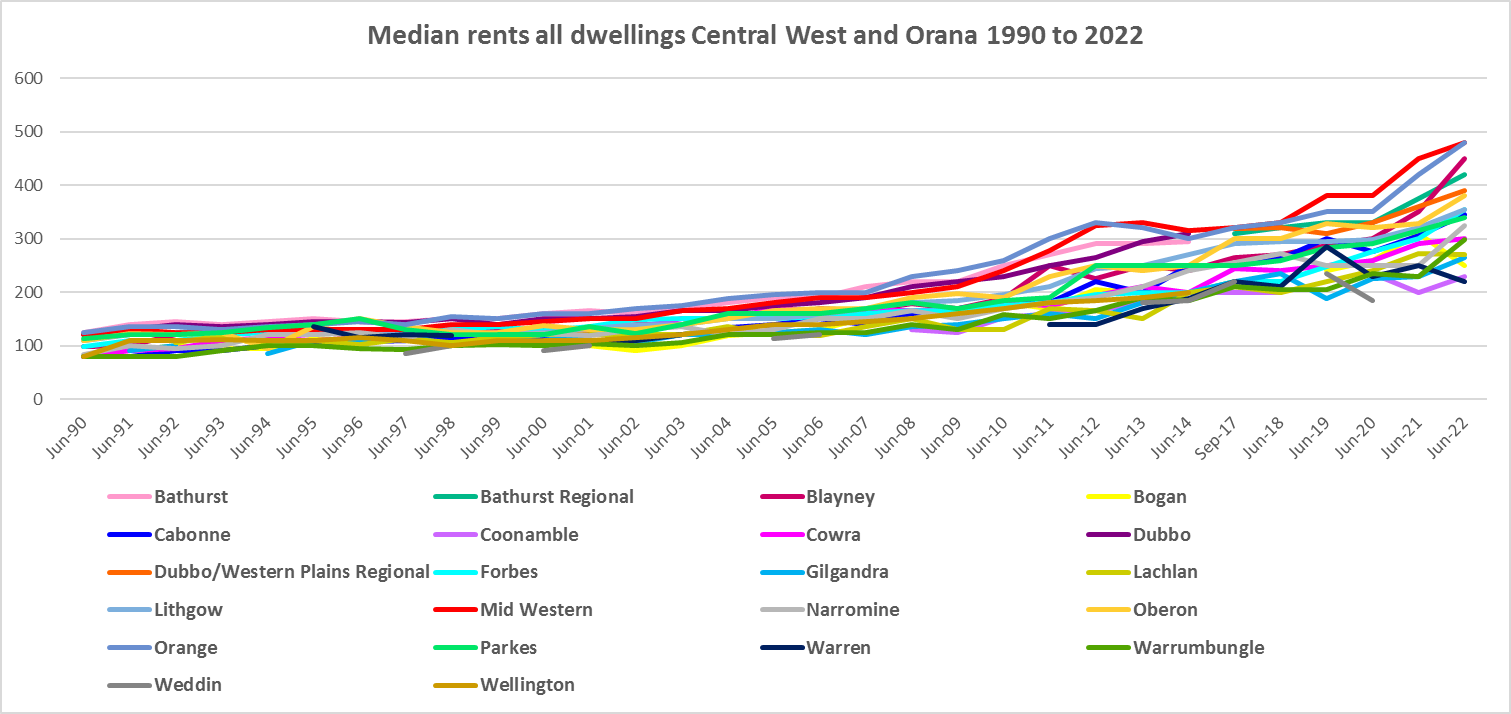 Median rents all dwellings Central West and Orana 1990 to 2022
600
500
400
300
200
100
0
Jun-90 Jun-91 Jun-92 Jun-93 Jun-94 Jun-95 Jun-96 Jun-97 Jun-98 Jun-99 Jun-00 Jun-01 Jun-02 Jun-03 Jun-04 Jun-05 Jun-06 Jun-07 Jun-08 Jun-09 Jun-10 Jun-11 Jun-12 Jun-13 Jun-14 Sep-17 Jun-18 Jun-19 Jun-20 Jun-21 Jun-22
Bathurst Bathurst Regional Blayney Bogan
Cabonne Coonamble Cowra Dubbo
Dubbo/Western Plains Regional Forbes Gilgandra Lachlan
Lithgow Mid Western Narromine Oberon
Orange Parkes Warren Warrumbungle
Weddin Wellington